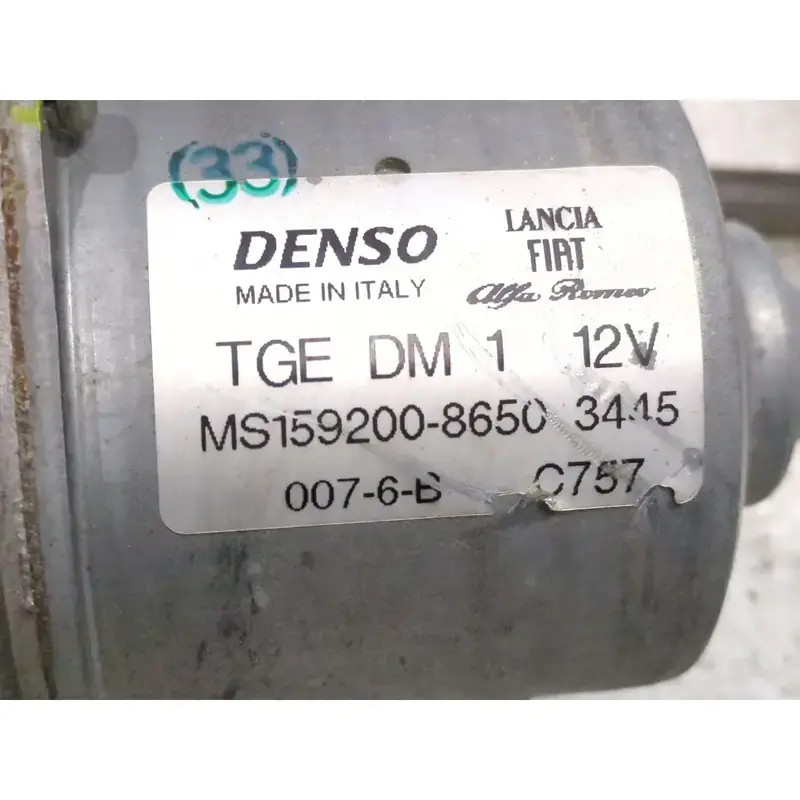 (33)
DENSO
MADE IN ITALY
LANCIA
FIAT
Alfa Romeo
TGE DM 1 12V
MS159200-8650 3445
007-6-B C757